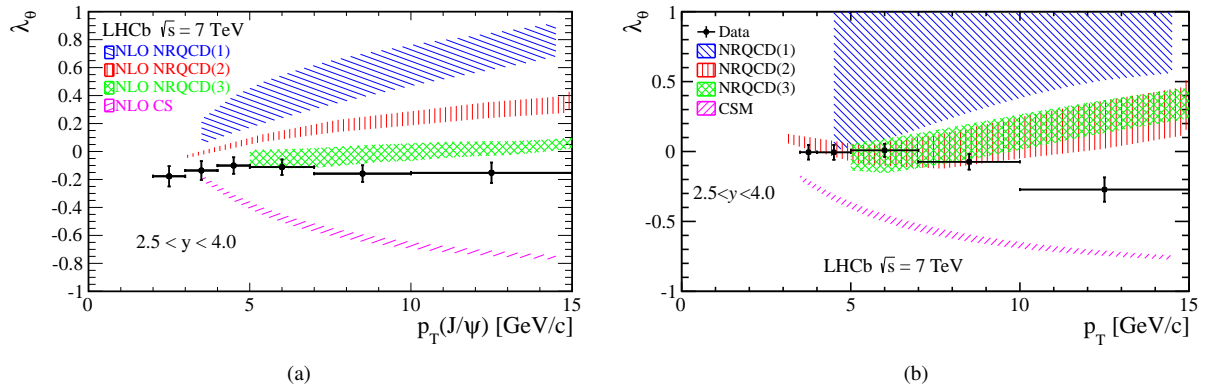 λθ
1
0.8
0.6
0.4
0.2
0
-0.2
-0.4
-0.6
-0.8
-1
LHCb √s = 7 TeV
NLO NRQCD(1)
NLO NRQCD(2)
NLO NRQCD(3)
NLO CS
2.5 < y < 4.0
0 5 10 15
pT(J/ψ) [GeV/c]
(a)
λθ
1
0.5
0
-0.5
-1
Data
NRQCD(1)
NRQCD(2)
NRQCD(3)
CSM
2.5<y<4.0
LHCb √s = 7 TeV
0 5 10 15
pT [GeV/c]
(b)